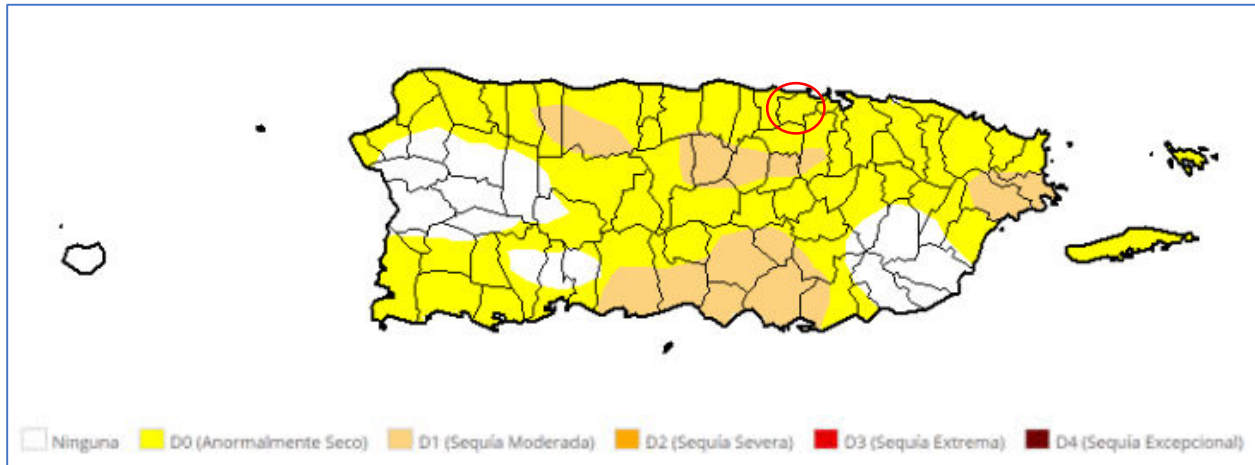 Ninguna D0 (Anormalmente Seco) D1 (Sequía Moderada) D2 (Sequía Severa) D3 (Sequía Extrema) D4 (Sequía Excepcional)